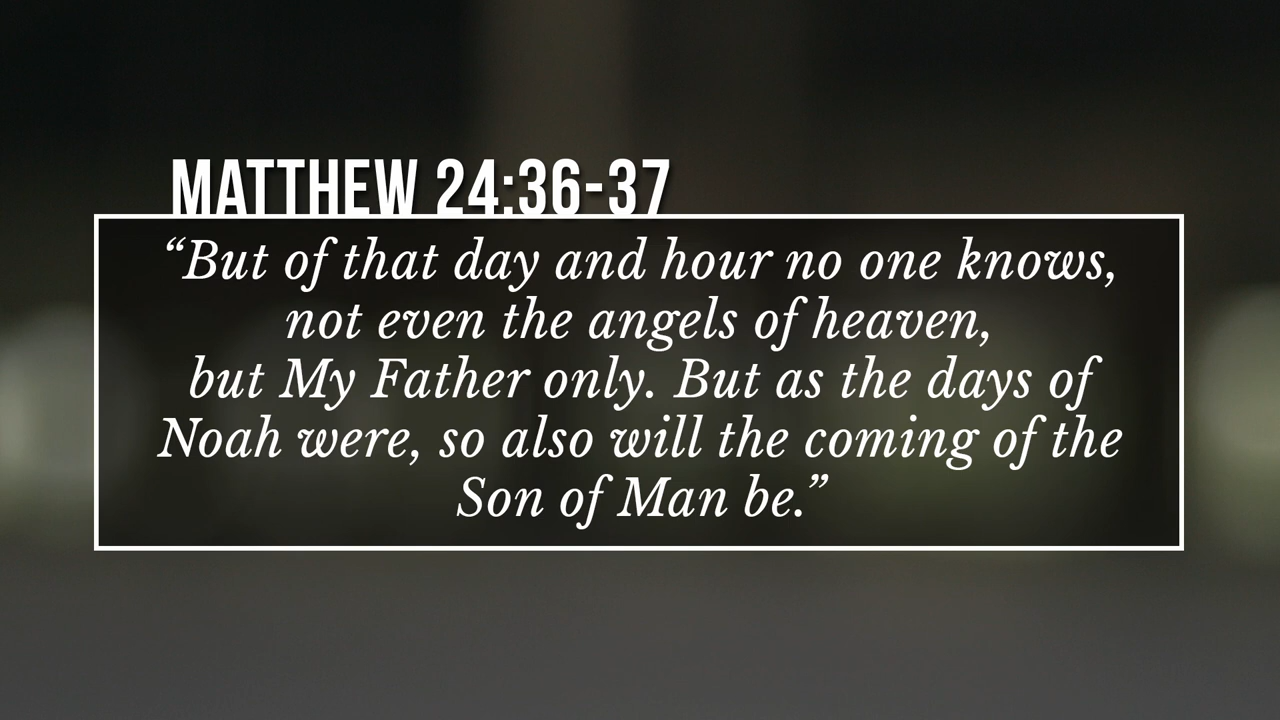 MATTHEW 24:36-37
“But of that day and hour no one knows,
not even the angels of heaven,
but My Father only. But as the days of
Noah were, so also will the coming of the
Son of Man be.”